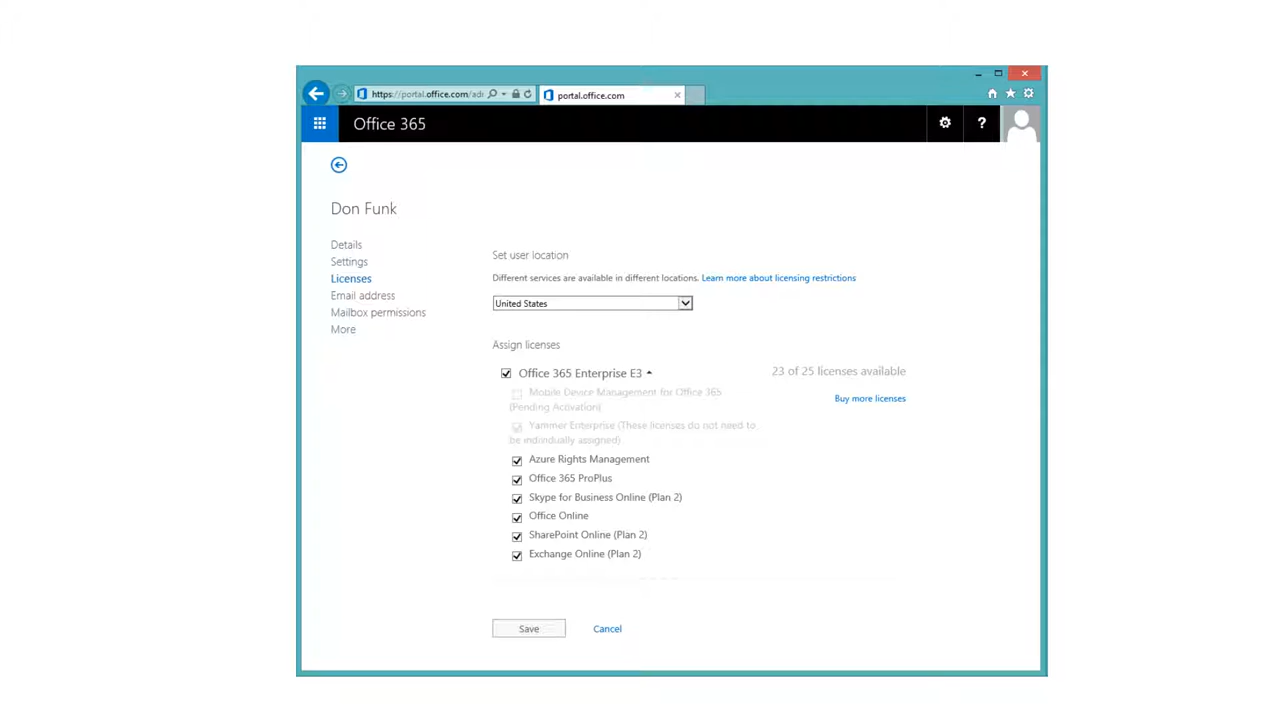 https://portal.office.com/adi
portal.office.com
Office 365
?
Don Funk
Details
Settings
Licenses
Email address
Mailbox permissions
More
Set user location
Different services are available in different locations. Learn more about licensing restrictions
United States
Assign licenses
Office 365 Enterprise E3
23 of 25 licenses available
Buy more licenses
Mobile Device Management for Office 365
(Pending Activation)
Yammer Enterprise (These licenses do not need to
be individually assigned)
Azure Rights Management
Office 365 ProPlus
Skype for Business Online (Plan 2)
Office Online
SharePoint Online (Plan 2)
Exchange Online (Plan 2)
Save
Cancel